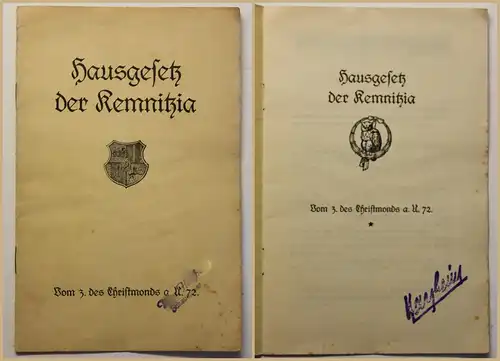 Hausgesetz
der Kemnitzia
Vom 3. des Christmonds a. U. 72.
Hausgesetz
der Kemnitzia
Vom 3. des Christmonds a. U. 72.
*